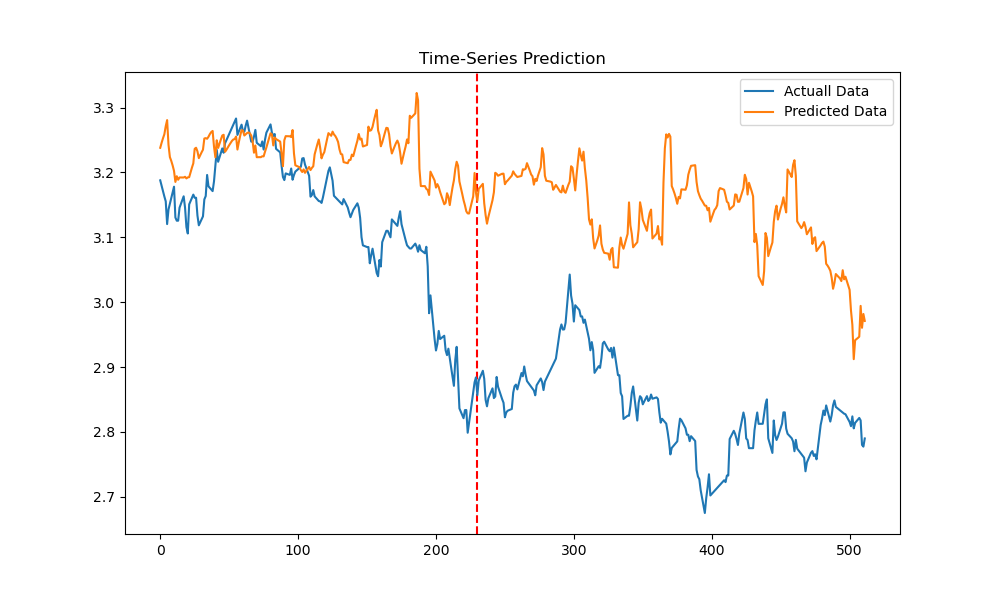 Time-Series Prediction
Actuall Data
Predicted Data
3.3
3.2
3.1
3.0
2.9
2.8
2.7
0 100 200 300 400 500